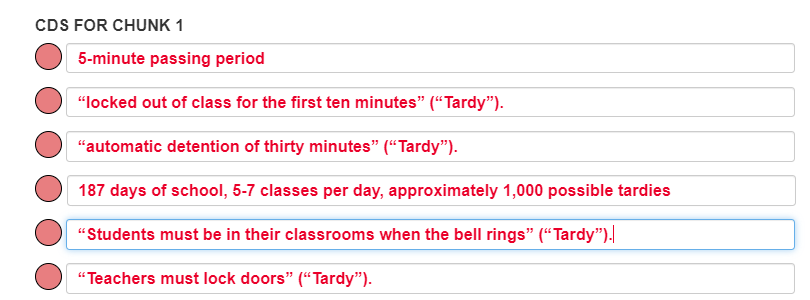 CDS FOR CHUNK 1
5-minute passing period
“locked out of class for the first ten minutes” (“Tardy”).
“automatic detention of thirty minutes” (“Tardy”).
187 days of school, 5-7 classes per day, approximately 1,000 possible tardies
“Students must be in their classrooms when the bell rings” (“Tardy”).
“Teachers must lock doors” (“Tardy”).